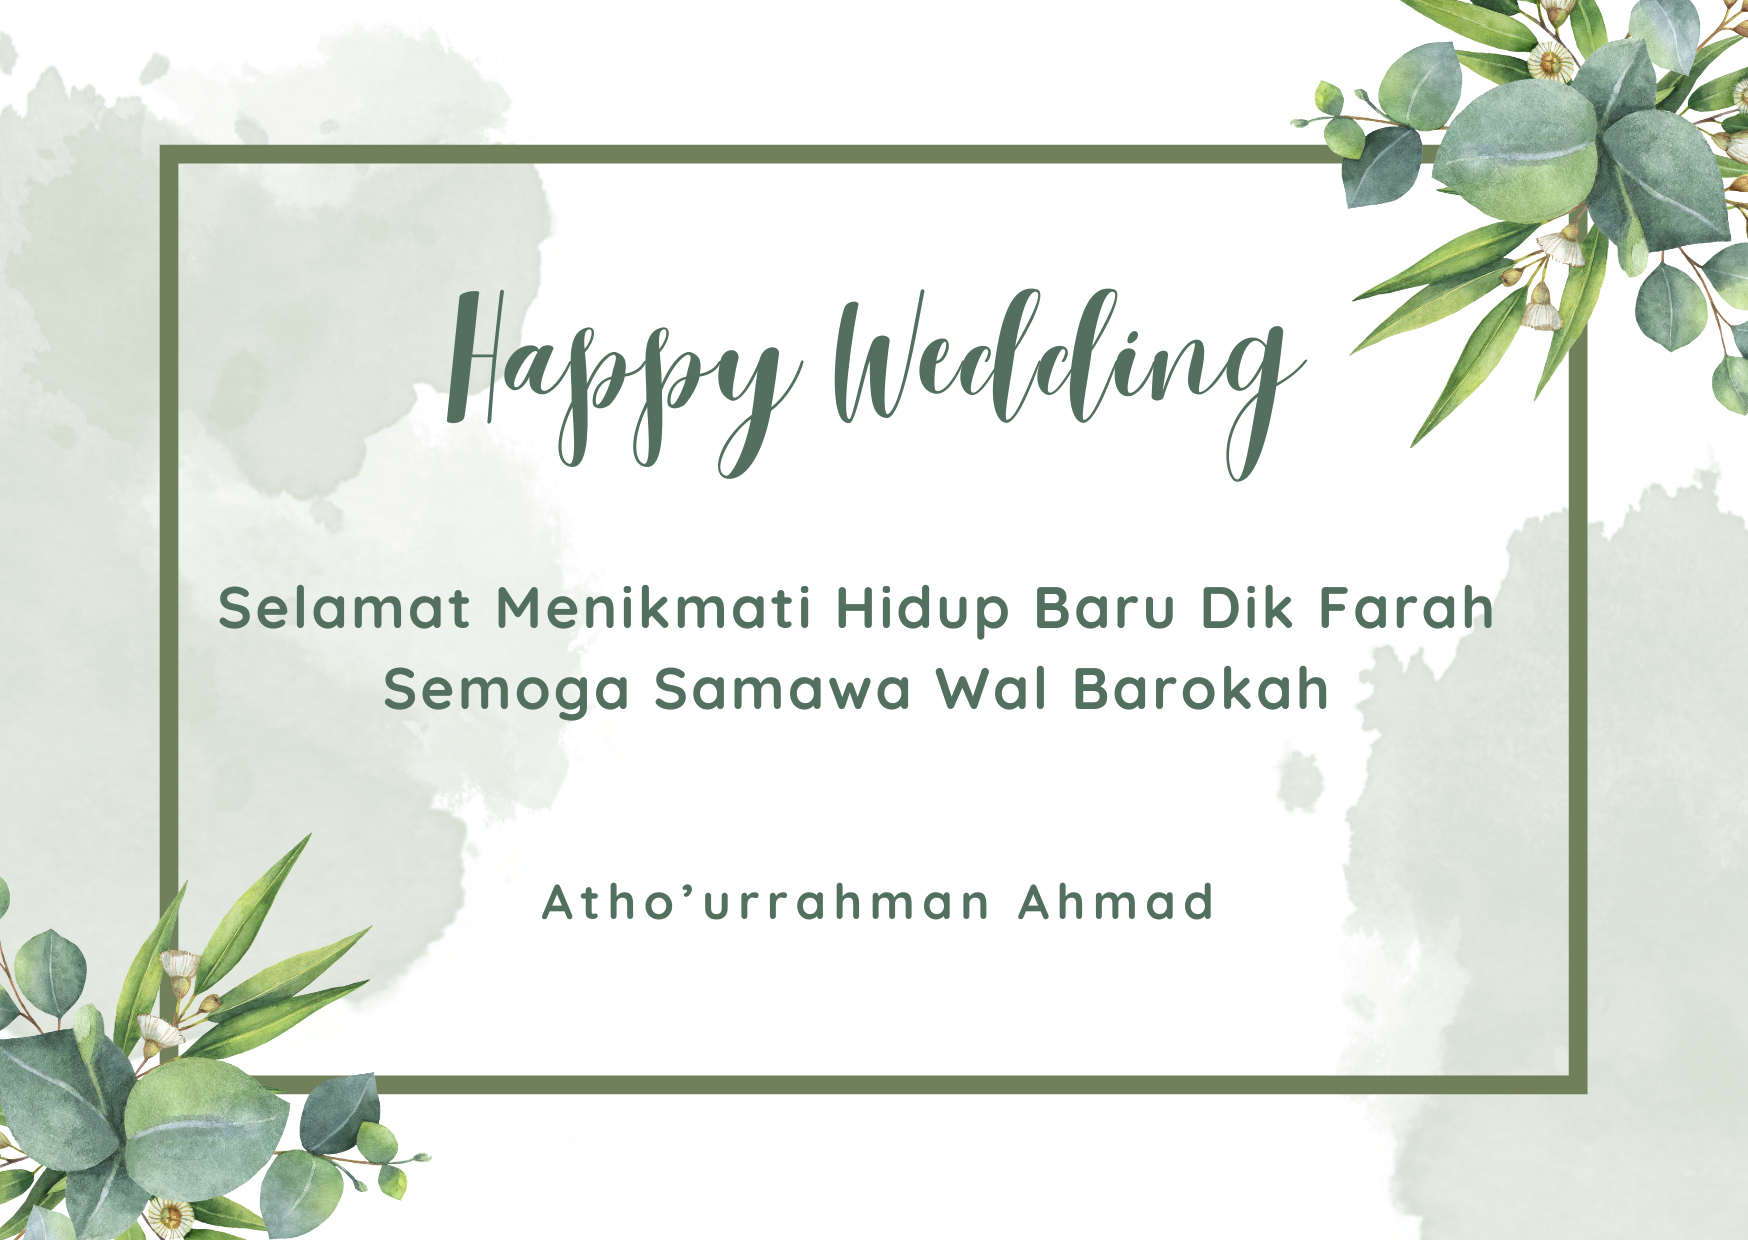 Happy Wedding
Selamat Menikmati Hidup Baru Dik Farah
Semoga Samawa Wal Barokah
Atho’urrahman Ahmad